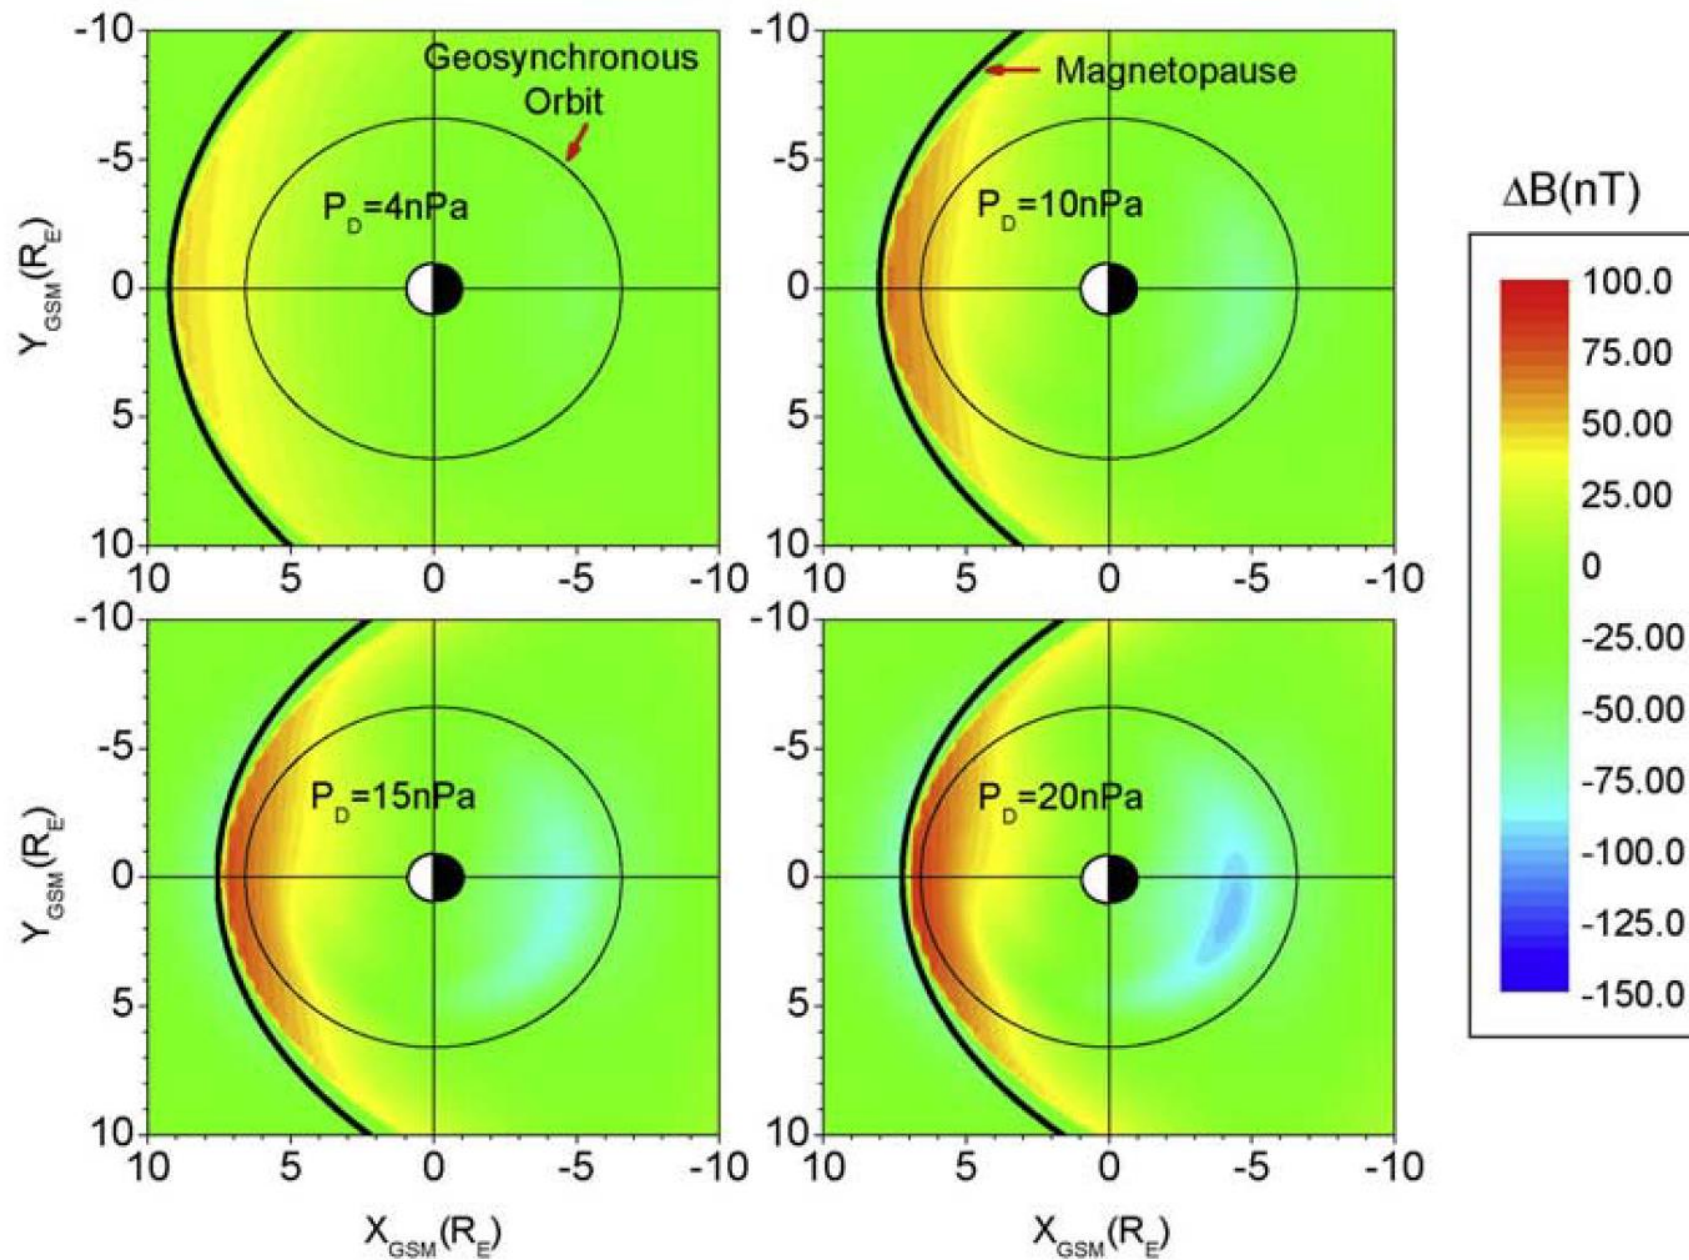 -10
-5
0
5
10
10 5 0 -5 -10
Y_GSM(R_E)
Geosynchronous
Orbit
P_D=4nPa
-10
-5
0
5
10
10 5 0 -5 -10
Magnetopause
P_D=10nPa
-10
-5
0
5
10
10 5 0 -5 -10
Y_GSM(R_E)
X_GSM(R_E)
P_D=15nPa
-10
-5
0
5
10
10 5 0 -5 -10
X_GSM(R_E)
P_D=20nPa
ΔB(nT)
100.0
75.00
50.00
25.00
0
-25.00
-50.00
-75.00
-100.0
-125.0
-150.0